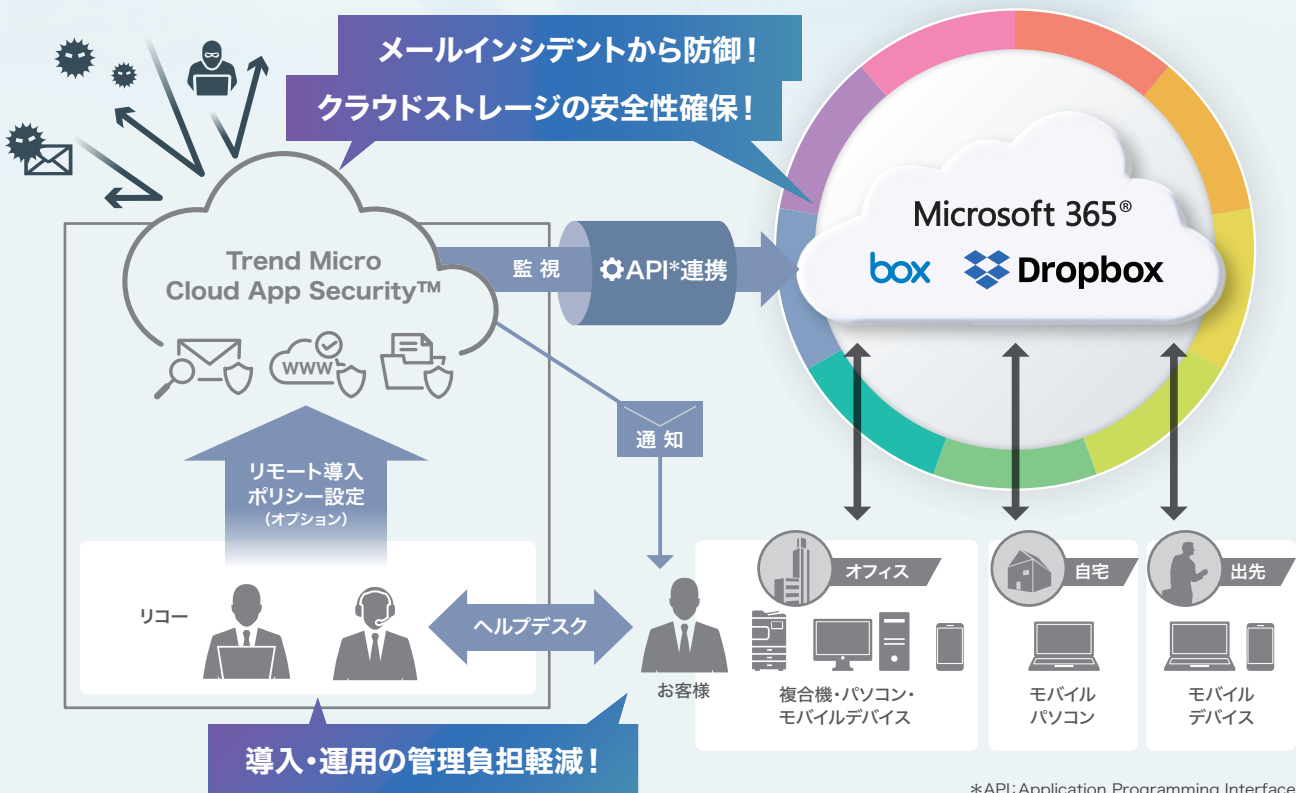 メールインシデントから防御！
クラウドストレージの安全性確保！
Microsoft 365®
box
Dropbox
Trend Micro
Cloud App Security™
www
監視
API*連携
通知
リモート導入
ポリシー設定
（オプション）
リコー
ヘルプデスク
お客様
オフィス
複合機・パソコン・
モバイルデバイス
自宅
モバイル
パソコン
出先
モバイル
デバイス
導入・運用の管理負担軽減！
*API:Application Programming Interface